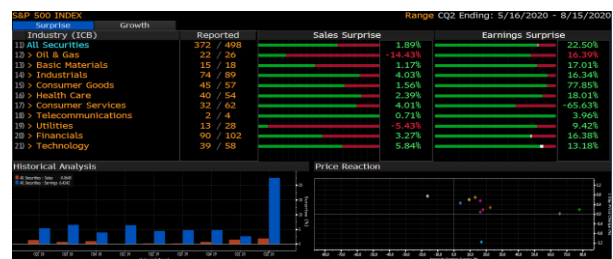 S&P 500 INDEX Range CQ2 Ending: 5/16/2020 - 8/15/2020
Surprise Growth
Industry (ICB) Reported Sales Surprise Earnings Surprise
11) All Securities 372 / 498 1.89% 22.50%
12) > Oil & Gas 22 / 26 -14.43% 16.39%
13) > Basic Materials 15 / 18 1.17% 17.01%
14) > Industrials 74 / 89 4.03% 16.34%
15) > Consumer Goods 45 / 57 1.56% 77.85%
16) > Health Care 40 / 54 2.39% 18.01%
17) > Consumer Services 32 / 62 4.01% -65.63%
18) > Telecommunications 2 / 4 0.71% 3.96%
19) > Utilities 13 / 28 -5.43% 9.42%
20) > Financials 90 / 102 3.27% 16.38%
21) > Technology 39 / 58 5.84% 13.18%
Historical Analysis Price Reaction
All Securities : Sales
All Securities : Earnings